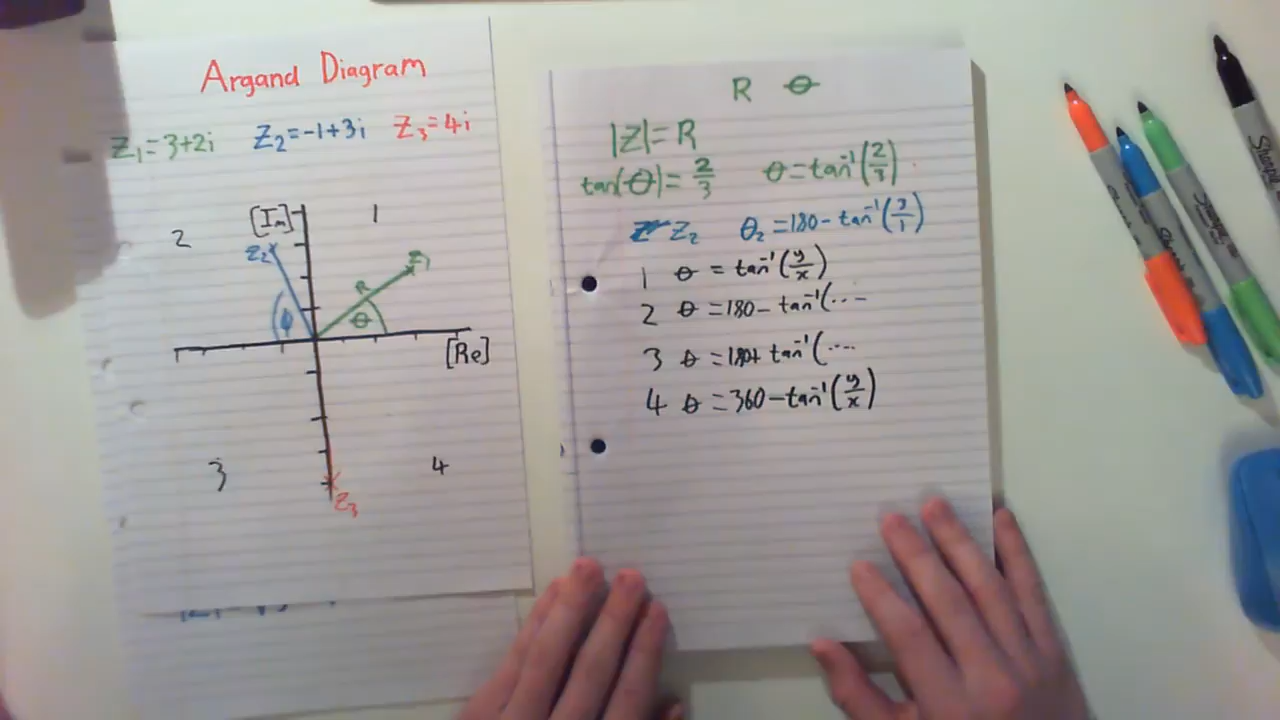 Argand Diagram
Z₁=3+2i Z₂=-1+3i Z₃=4i
[Im] 1
2
Z₂ Z₁
R
ϕ θ
[Re]
3 4
Z₃
R θ
|Z|=R
tan(θ)=2/3 θ=tan⁻¹(2/3)
Z₂ θ₂=180-tan⁻¹(3/1)
1 θ=tan⁻¹(y/x)
2 θ=180-tan⁻¹(...-
3 θ=180+tan⁻¹(....
4 θ=360-tan⁻¹(y/x)